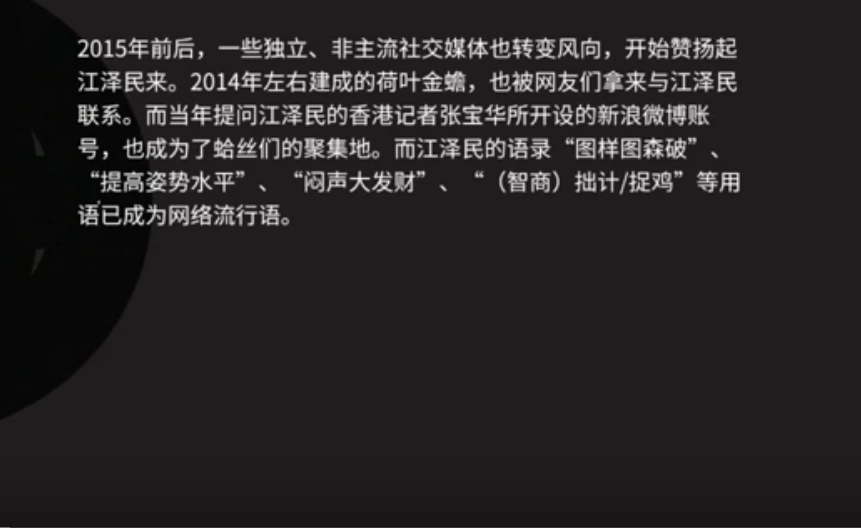 2015年前后，一些独立、非主流社交媒体也转变风向，开始赞扬起
江泽民来。2014年左右建成的荷叶金蟾，也被网友们拿来与江泽民
联系。而当年提问江泽民的香港记者张宝华所开设的新浪微博账
号，也成为了蛤丝们的聚集地。而江泽民的语录“图样图森破”、
“提高姿势水平”、“闷声大发财”、“（智商）拙计/捉鸡”等用
语已成为网络流行语。